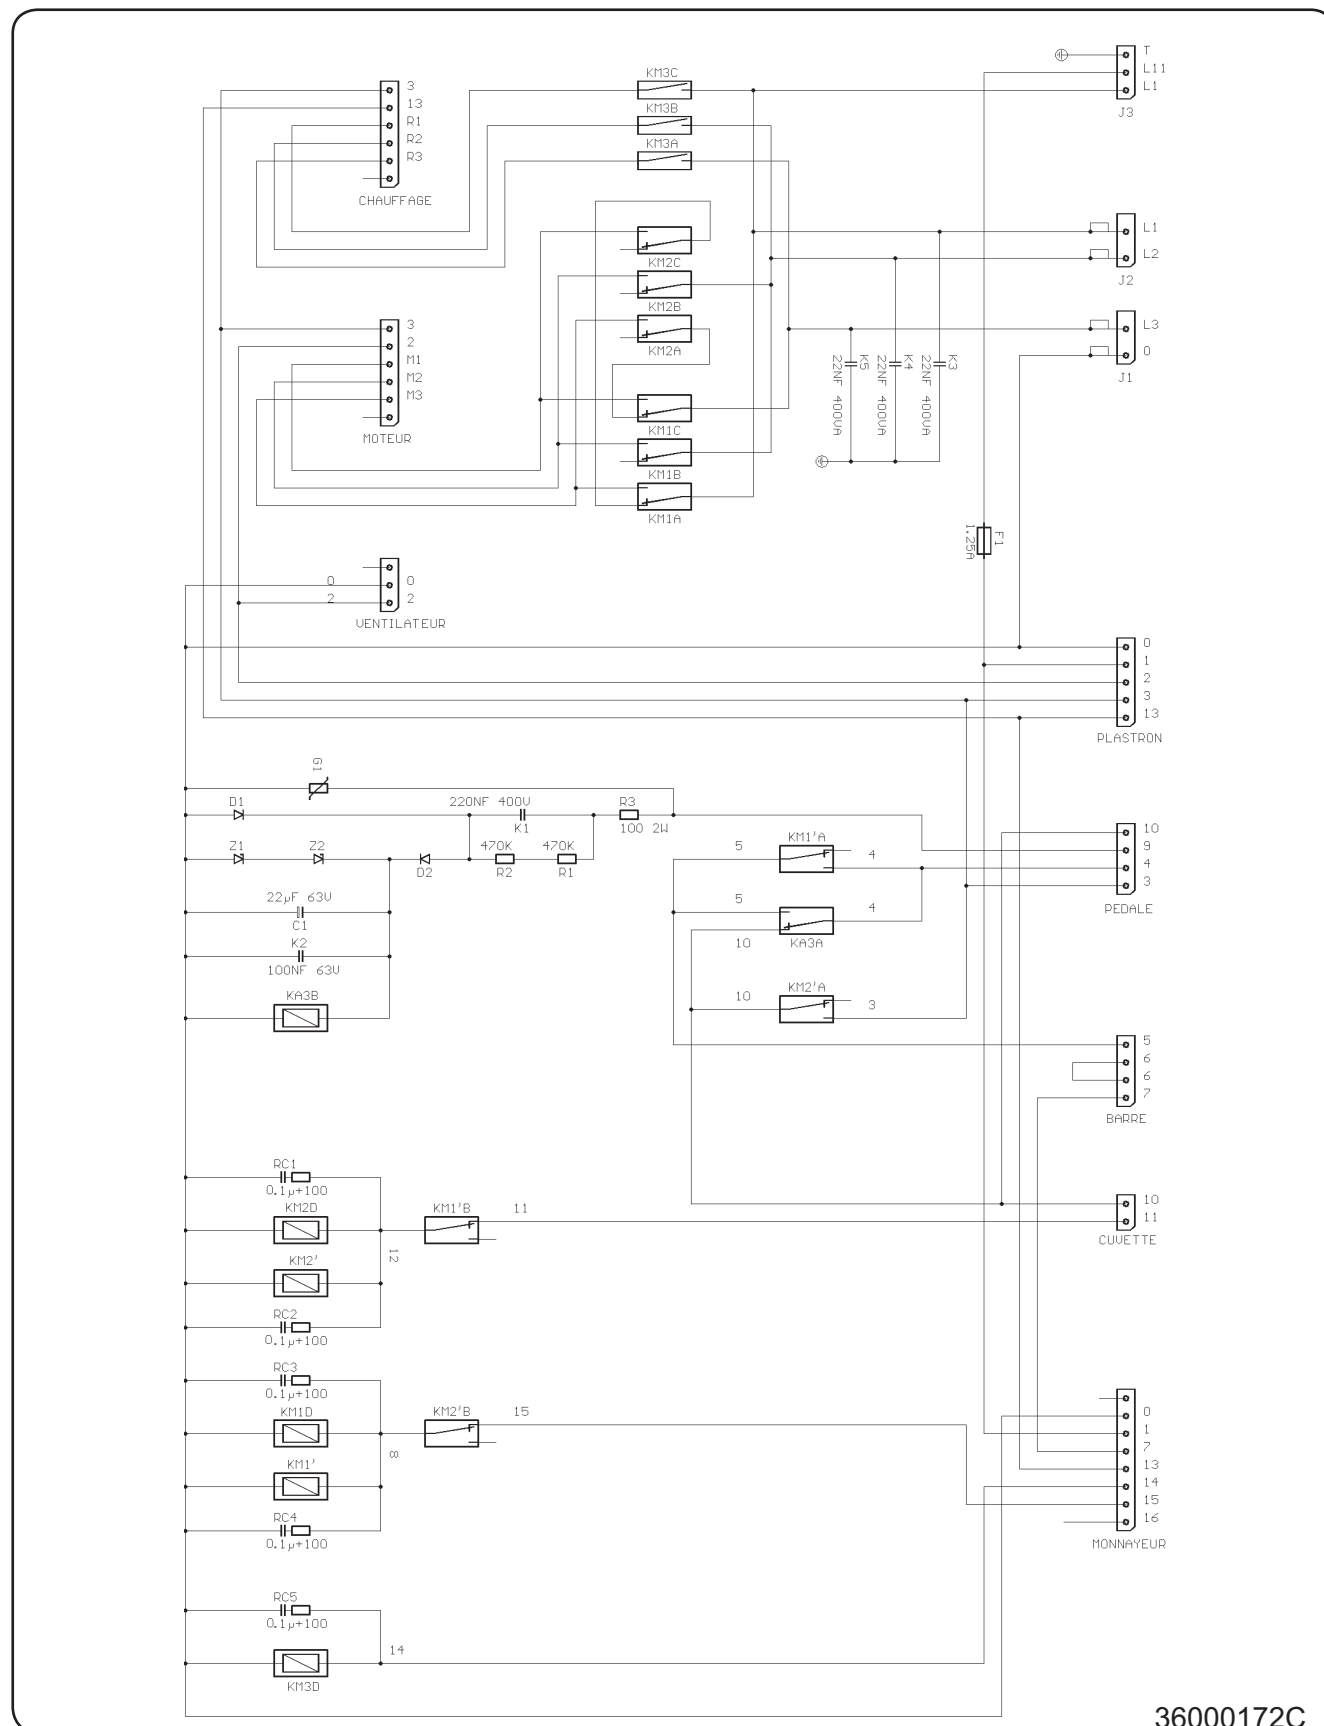 T
L11
L1
J3
KM3C
KM3B
KM3A
3
13
R1
R2
R3
CHAUFFAGE
KM2C
KM2B
KM2A
L1
L2
J2
3
2
M1
M2
M3
MOTEUR
KM1C
KM1B
KM1A
L3
0
J1
K5
22NF 400VA
K4
22NF 400VA
K3
22NF 400VA
F1
1.25A
0
2
0
2
VENTILATEUR
0
1
2
3
13
PLASTRON
G1
D1
220NF 400V
K1
R3
100 2W
Z1
Z2
D2
470K
R2
470K
R1
5
KM1'A
4
10
9
4
3
PEDALE
22µF 63V
C1
5
4
10
KA3A
K2
100NF 63V
KA3B
10
KM2'A
3
5
6
6
7
BARRE
RC1
0.1µ+100
KM2D
KM1'B
11
12
KM2'
10
11
CUVETTE
RC2
0.1µ+100
RC3
0.1µ+100
KM1D
KM2'B
15
8
KM1'
RC4
0.1µ+100
0
1
7
13
14
15
16
MONNAYEUR
RC5
0.1µ+100
14
KM3D
36000172C